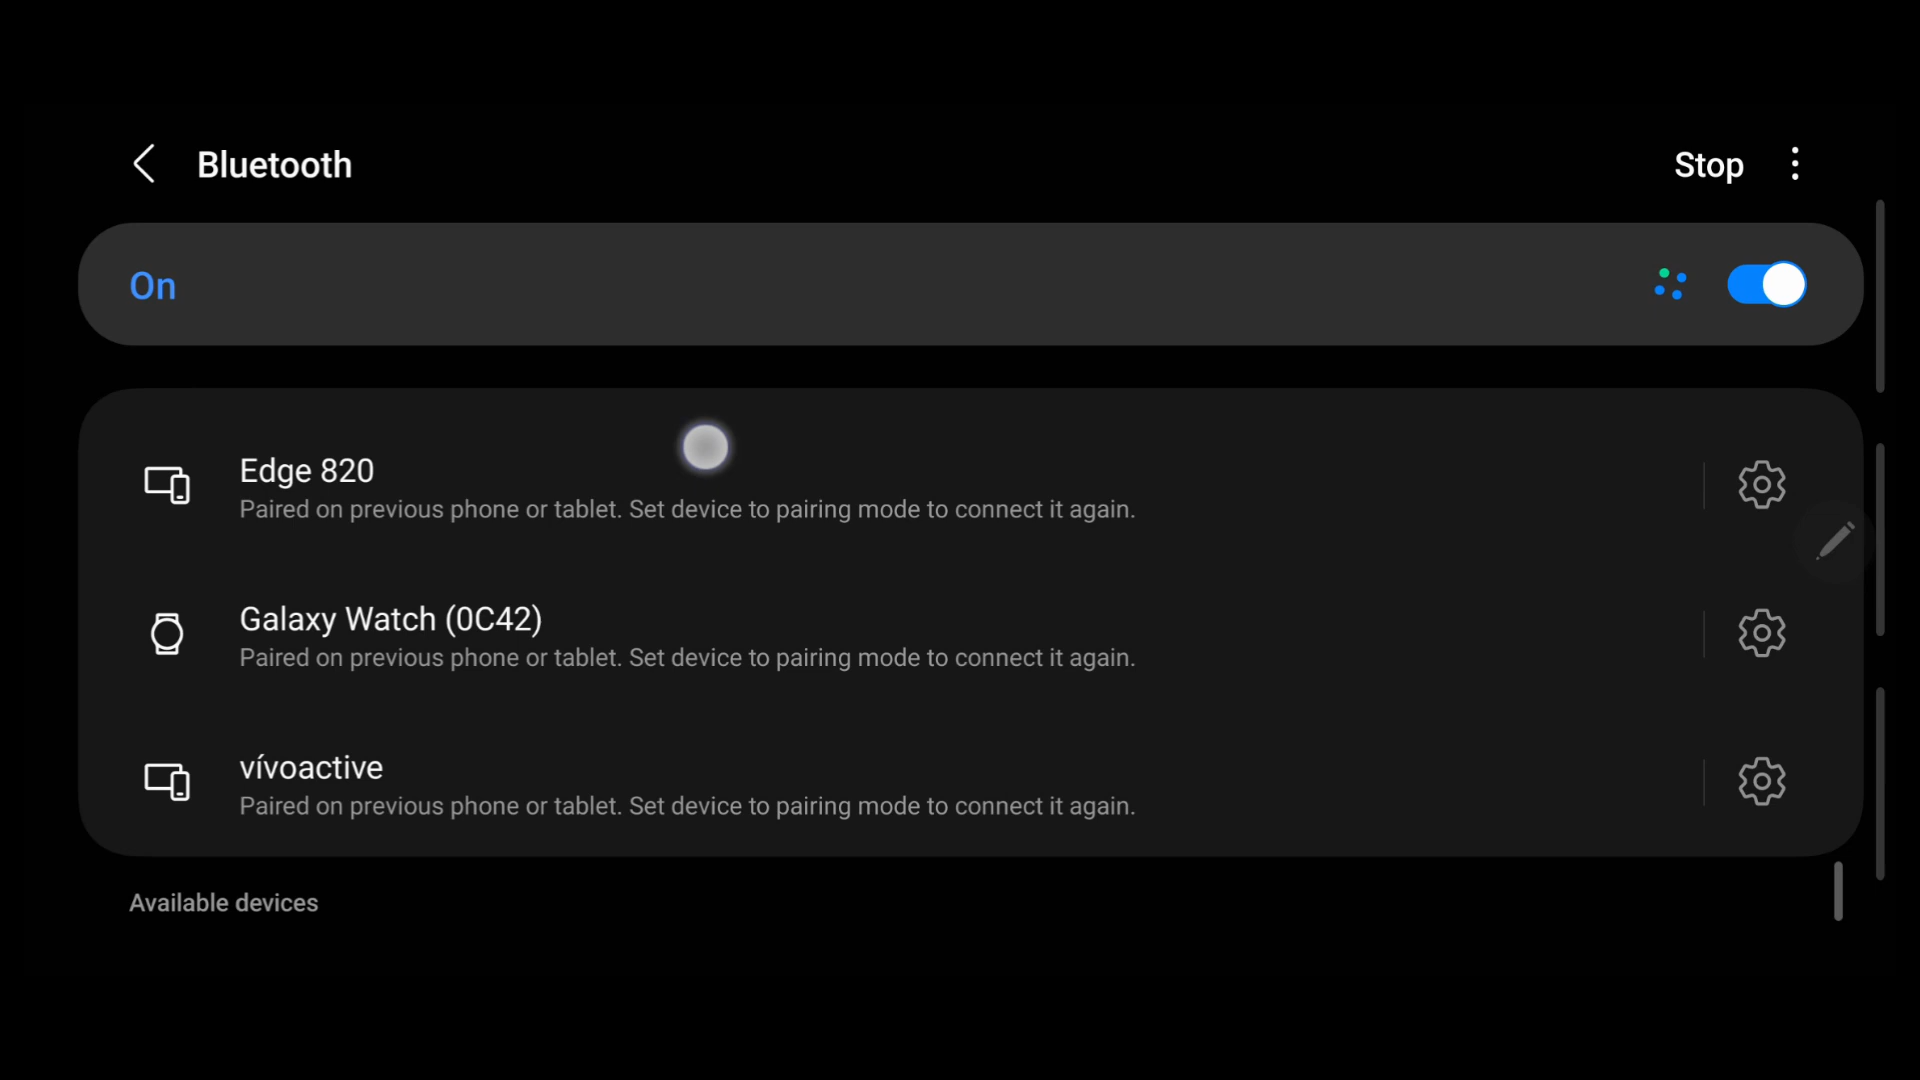 Bluetooth
Stop
On
Edge 820
Paired on previous phone or tablet. Set device to pairing mode to connect it again.
Galaxy Watch (0C42)
Paired on previous phone or tablet. Set device to pairing mode to connect it again.
vívoactive
Paired on previous phone or tablet. Set device to pairing mode to connect it again.
Available devices